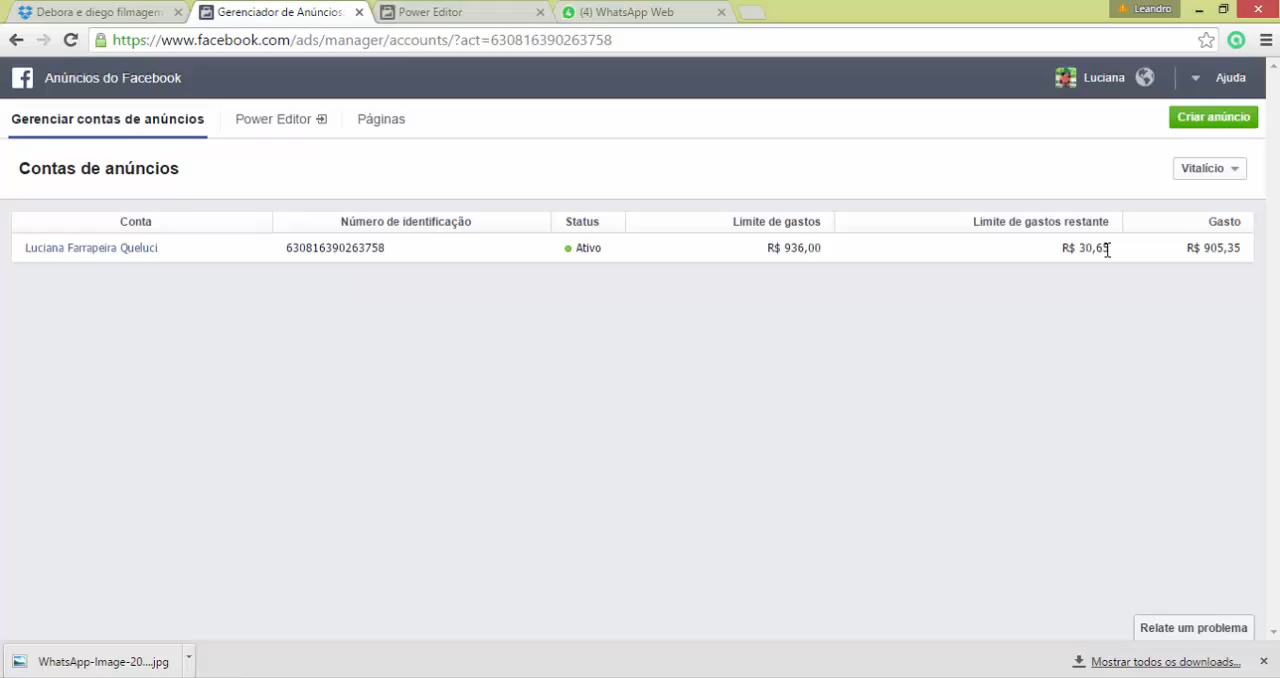 Debora e diego filmagem
Gerenciador de Anúncios
Power Editor
(4) WhatsApp Web
Leandro
https://www.facebook.com/ads/manager/accounts/?act=630816390263758
Anúncios do Facebook
Luciana
Ajuda
Gerenciar contas de anúncios
Power Editor
Páginas
Criar anúncio
Contas de anúncios
Vitalício
Conta Número de identificação Status Limite de gastos Limite de gastos restante Gasto
Luciana Farrapeira Queluci 630816390263758 Ativo R$ 936,00 R$ 30,65 R$ 905,35
Relate um problema
WhatsApp-Image-20....jpg
Mostrar todos os downloads...